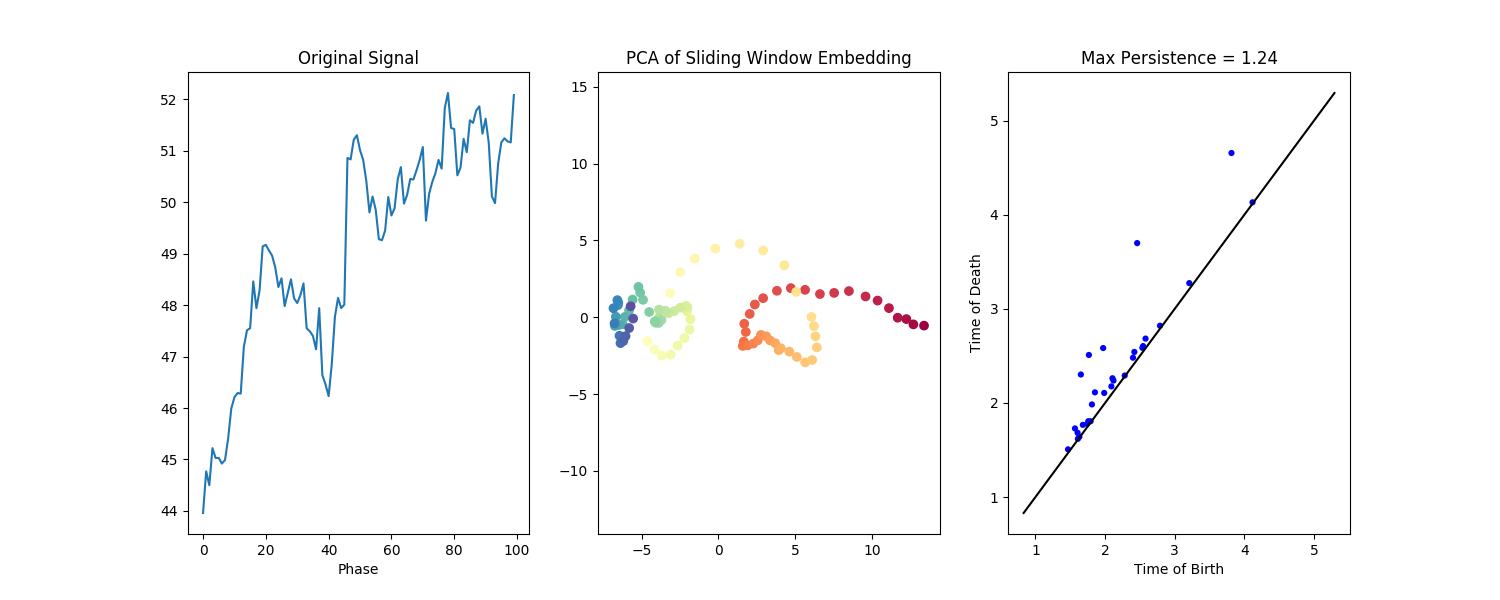 Original Signal
52
51
50
49
48
47
46
45
44
0 20 40 60 80 100
Phase
PCA of Sliding Window Embedding
15
10
5
0
−5
−10
−5 0 5 10
Max Persistence = 1.24
Time of Death
5
4
3
2
1
1 2 3 4 5
Time of Birth